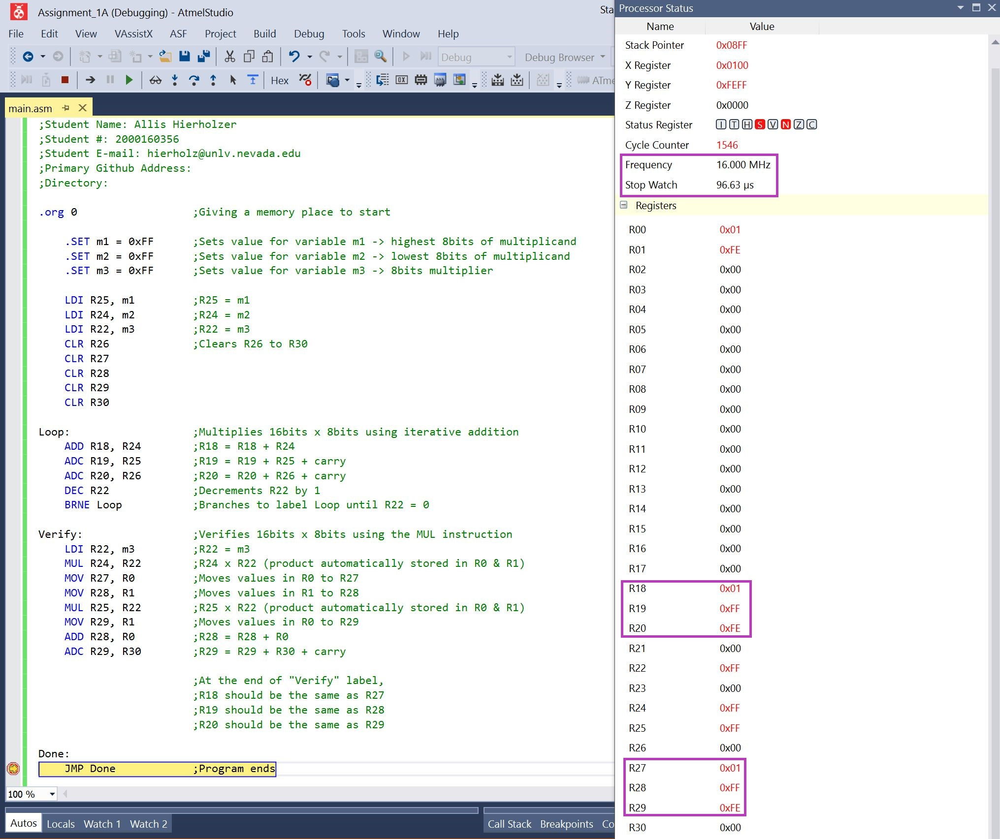 Assignment_1A (Debugging) - AtmelStudio
Sta
File Edit View VAssistX ASF Project Build Debug Tools Window Help
Debug Debug Browser
Hex ATme
main.asm
;Student Name: Allis Hierholzer
;Student #: 2000160356
;Student E-mail: hierholz@unlv.nevada.edu
;Primary Github Address:
;Directory:
.org 0 ;Giving a memory place to start
.SET m1 = 0xFF ;Sets value for variable m1 -> highest 8bits of multiplicand
.SET m2 = 0xFF ;Sets value for variable m2 -> lowest 8bits of multiplicand
.SET m3 = 0xFF ;Sets value for variable m3 -> 8bits multiplier
LDI R25, m1 ;R25 = m1
LDI R24, m2 ;R24 = m2
LDI R22, m3 ;R22 = m3
CLR R26 ;Clears R26 to R30
CLR R27
CLR R28
CLR R29
CLR R30
Loop: ;Multiplies 16bits x 8bits using iterative addition
ADD R18, R24 ;R18 = R18 + R24
ADC R19, R25 ;R19 = R19 + R25 + carry
ADC R20, R26 ;R20 = R20 + R26 + carry
DEC R22 ;Decrements R22 by 1
BRNE Loop ;Branches to label Loop until R22 = 0
Verify: ;Verifies 16bits x 8bits using the MUL instruction
LDI R22, m3 ;R22 = m3
MUL R24, R22 ;R24 x R22 (product automatically stored in R0 & R1)
MOV R27, R0 ;Moves values in R0 to R27
MOV R28, R1 ;Moves values in R1 to R28
MUL R25, R22 ;R25 x R22 (product automatically stored in R0 & R1)
MOV R29, R1 ;Moves values in R0 to R29
ADD R28, R0 ;R28 = R28 + R0
ADC R29, R30 ;R29 = R29 + R30 + carry
;At the end of "Verify" label,
;R18 should be the same as R27
;R19 should be the same as R28
;R20 should be the same as R29
Done:
JMP Done ;Program ends
100 %
Autos Locals Watch 1 Watch 2
Call Stack Breakpoints Co
Processor Status
Name Value
Stack Pointer 0x08FF
X Register 0x0100
Y Register 0xFEFF
Z Register 0x0000
Status Register I T H S V N Z C
Cycle Counter 1546
Frequency 16.000 MHz
Stop Watch 96.63 µs
Registers
R00 0x01
R01 0xFE
R02 0x00
R03 0x00
R04 0x00
R05 0x00
R06 0x00
R07 0x00
R08 0x00
R09 0x00
R10 0x00
R11 0x00
R12 0x00
R13 0x00
R14 0x00
R15 0x00
R16 0x00
R17 0x00
R18 0x01
R19 0xFF
R20 0xFE
R21 0x00
R22 0xFF
R23 0x00
R24 0xFF
R25 0xFF
R26 0x00
R27 0x01
R28 0xFF
R29 0xFE
R30 0x00